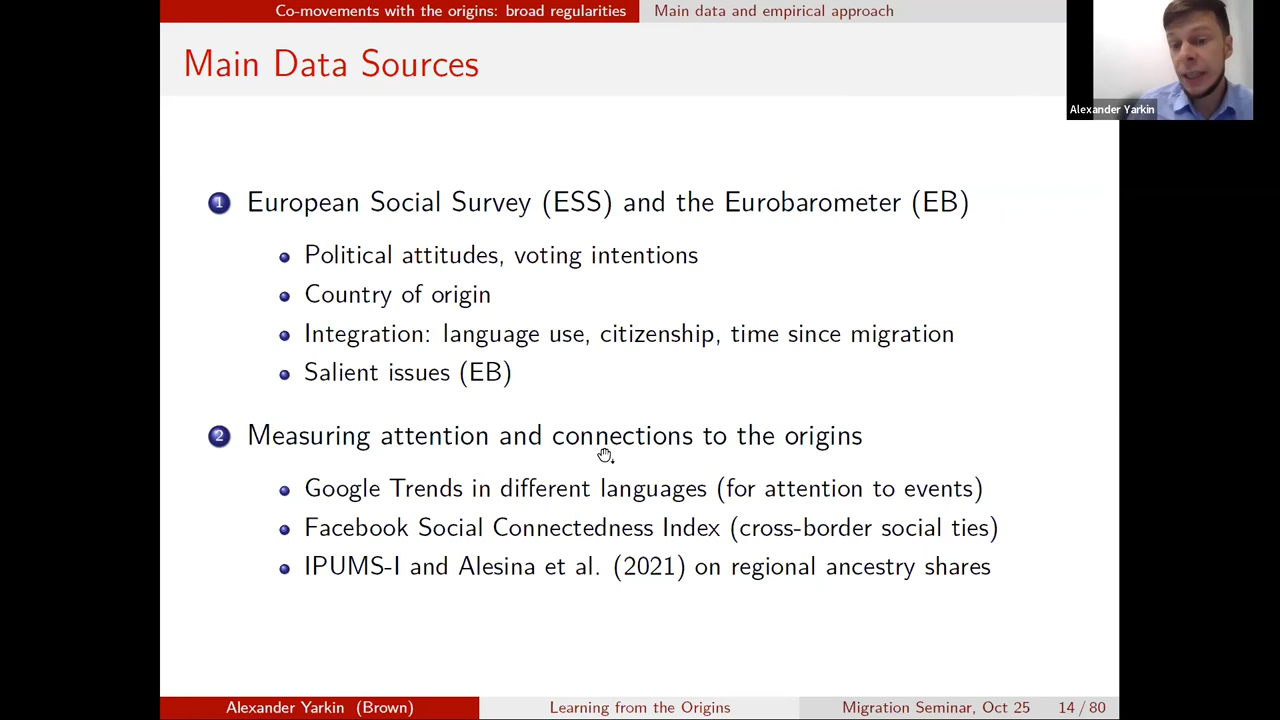 Co-movements with the origins: broad regularities Main data and empirical approach
Main Data Sources
Alexander Yarkin
1 European Social Survey (ESS) and the Eurobarometer (EB)
Political attitudes, voting intentions
Country of origin
Integration: language use, citizenship, time since migration
Salient issues (EB)
2 Measuring attention and connections to the origins
Google Trends in different languages (for attention to events)
Facebook Social Connectedness Index (cross-border social ties)
IPUMS-I and Alesina et al. (2021) on regional ancestry shares
Alexander Yarkin (Brown) Learning from the Origins Migration Seminar, Oct 25 14 / 80